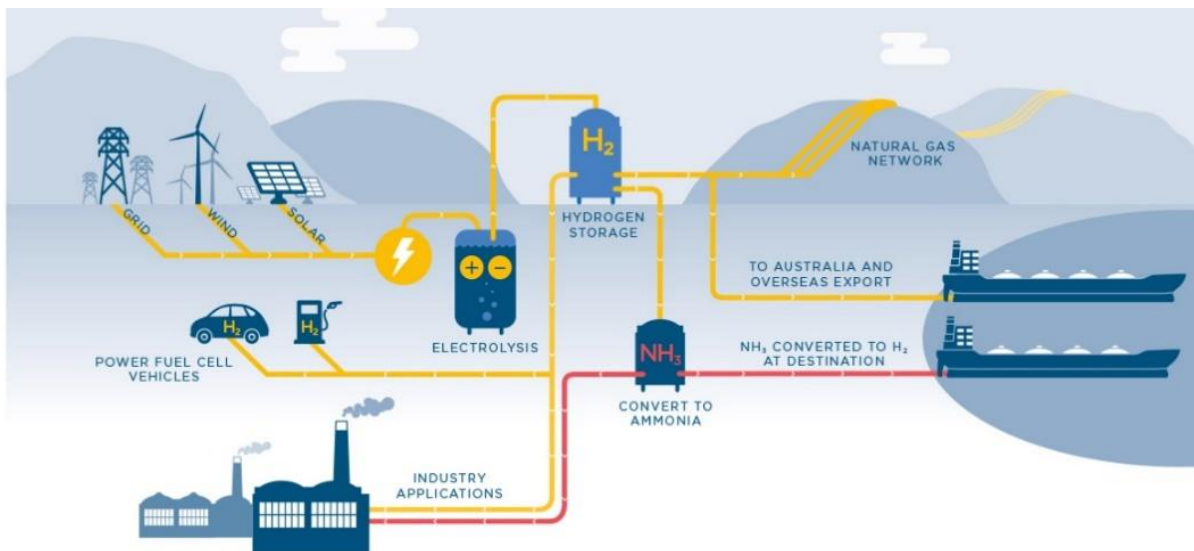 H₂
NATURAL GAS
NETWORK
GRID
WIND
SOLAR
HYDROGEN
STORAGE
+
−
TO AUSTRALIA AND
OVERSEAS EXPORT
H₂
H₂
ELECTROLYSIS
NH₃
NH₃ CONVERTED TO H₂
AT DESTINATION
POWER FUEL CELL
VEHICLES
CONVERT TO
AMMONIA
INDUSTRY
APPLICATIONS